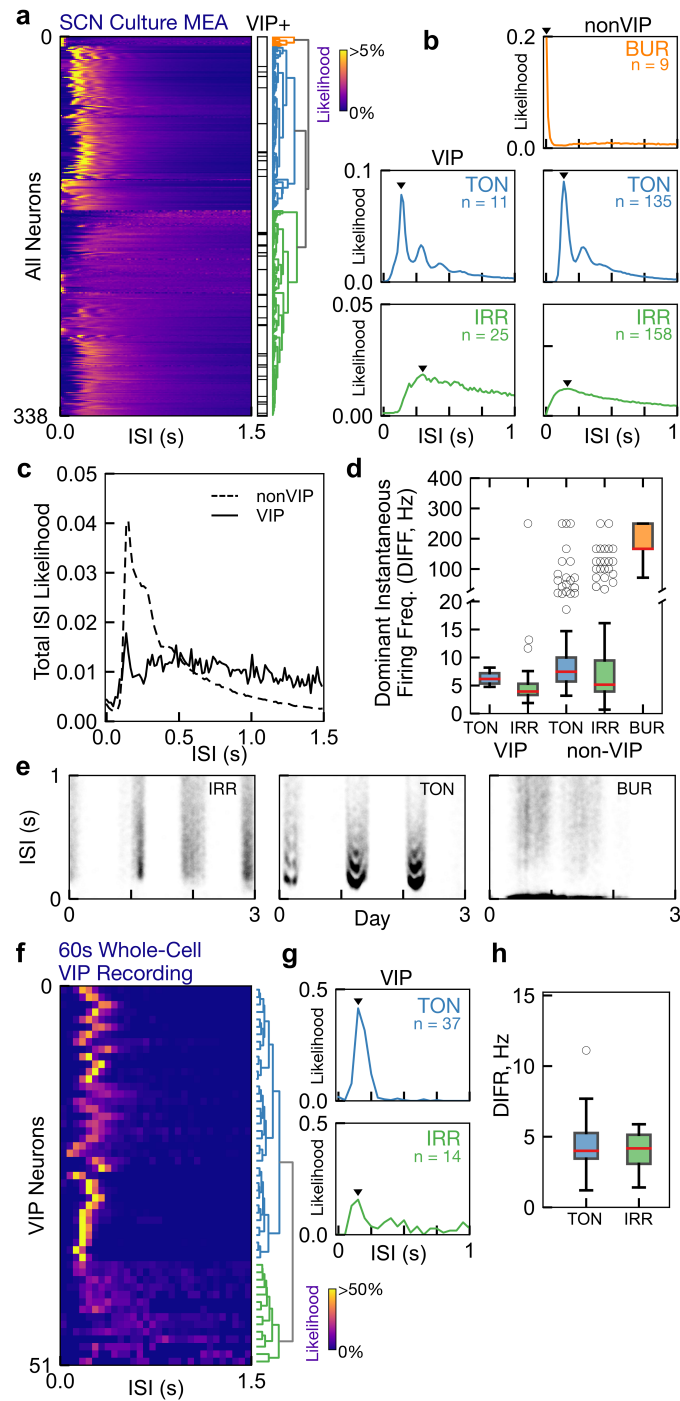 a
SCN Culture MEA
VIP+
0
All Neurons
338
0.0
1.5
ISI (s)
Likelihood
>5%
0%
b
nonVIP
0.2
0.0
Likelihood
BUR
n = 9
VIP
0.1
0.0
Likelihood
TON
n = 11
TON
n = 135
0.05
0.00
Likelihood
IRR
n = 25
IRR
n = 158
0
1
ISI (s)
0
1
c
0.05
0.04
0.03
0.02
0.01
0.00
Total ISI Likelihood
nonVIP
VIP
0.0
0.5
1.0
1.5
ISI (s)
d
Dominant Instantaneous
Firing Freq. (DIFF, Hz)
400
300
200
100
20
15
10
5
0
TON
IRR
TON
IRR
BUR
VIP
non-VIP
e
1
ISI (s)
0
IRR
TON
BUR
0
3
0
3
0
3
Day
f
60s Whole-Cell
VIP Recording
0
VIP Neurons
51
0.0
1.5
ISI (s)
Likelihood
>50%
0%
g
VIP
0.5
0.0
Likelihood
TON
n = 37
0.5
0.0
Likelihood
IRR
n = 14
0
1
ISI (s)
h
15
10
5
0
DIFR, Hz
TON
IRR